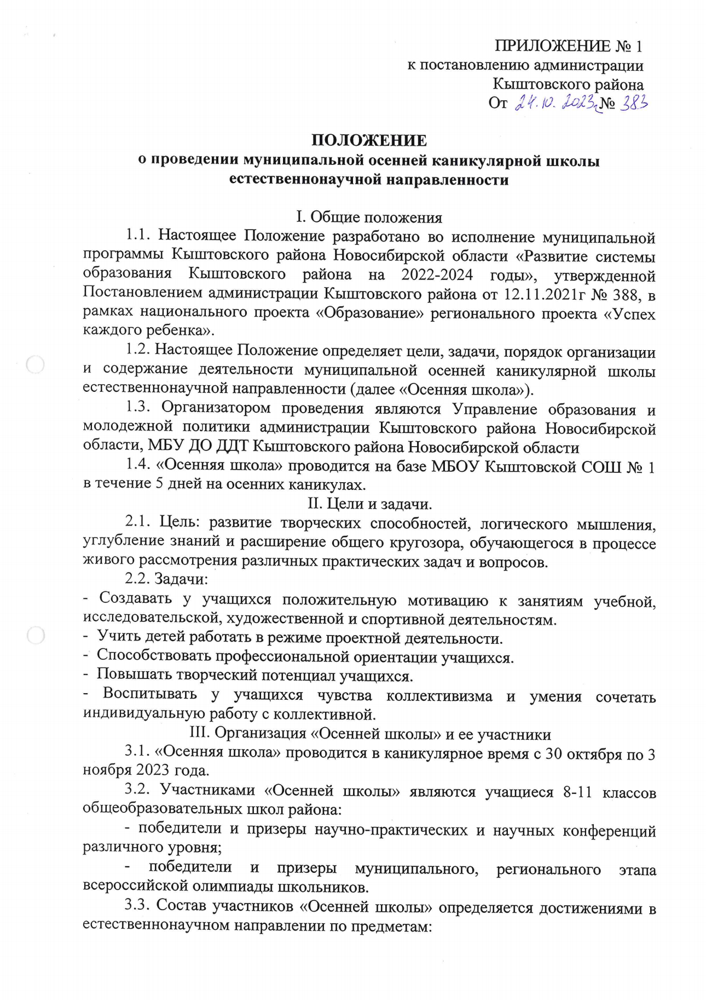 ПРИЛОЖЕНИЕ № 1
к постановлению администрации
Кыштовского района
От 24.10. 2023г № 383
ПОЛОЖЕНИЕ
о проведении муниципальной осенней каникулярной школы
естественнонаучной направленности
I. Общие положения
1.1. Настоящее Положение разработано во исполнение муниципальной
программы Кыштовского района Новосибирской области «Развитие системы
образования Кыштовского района на 2022-2024 годы», утвержденной
Постановлением администрации Кыштовского района от 12.11.2021г № 388, в
рамках национального проекта «Образование» регионального проекта «Успех
каждого ребенка».
1.2. Настоящее Положение определяет цели, задачи, порядок организации
и содержание деятельности муниципальной осенней каникулярной школы
естественнонаучной направленности (далее «Осенняя школа»).
1.3. Организатором проведения являются Управление образования и
молодежной политики администрации Кыштовского района Новосибирской
области, МБУ ДО ДДТ Кыштовского района Новосибирской области
1.4. «Осенняя школа» проводится на базе МБОУ Кыштовской СОШ № 1
в течение 5 дней на осенних каникулах.
II. Цели и задачи.
2.1. Цель: развитие творческих способностей, логического мышления,
углубление знаний и расширение общего кругозора, обучающегося в процессе
живого рассмотрения различных практических задач и вопросов.
2.2. Задачи:
- Создавать у учащихся положительную мотивацию к занятиям учебной,
исследовательской, художественной и спортивной деятельностям.
- Учить детей работать в режиме проектной деятельности.
- Способствовать профессиональной ориентации учащихся.
- Повышать творческий потенциал учащихся.
- Воспитывать у учащихся чувства коллективизма и умения сочетать
индивидуальную работу с коллективной.
III. Организация «Осенней школы» и ее участники
3.1. «Осенняя школа» проводится в каникулярное время с 30 октября по 3
ноября 2023 года.
3.2. Участниками «Осенней школы» являются учащиеся 8-11 классов
общеобразовательных школ района:
- победители и призеры научно-практических и научных конференций
различного уровня;
- победители и призеры муниципального, регионального этапа
всероссийской олимпиады школьников.
3.3. Состав участников «Осенней школы» определяется достижениями в
естественнонаучном направлении по предметам: